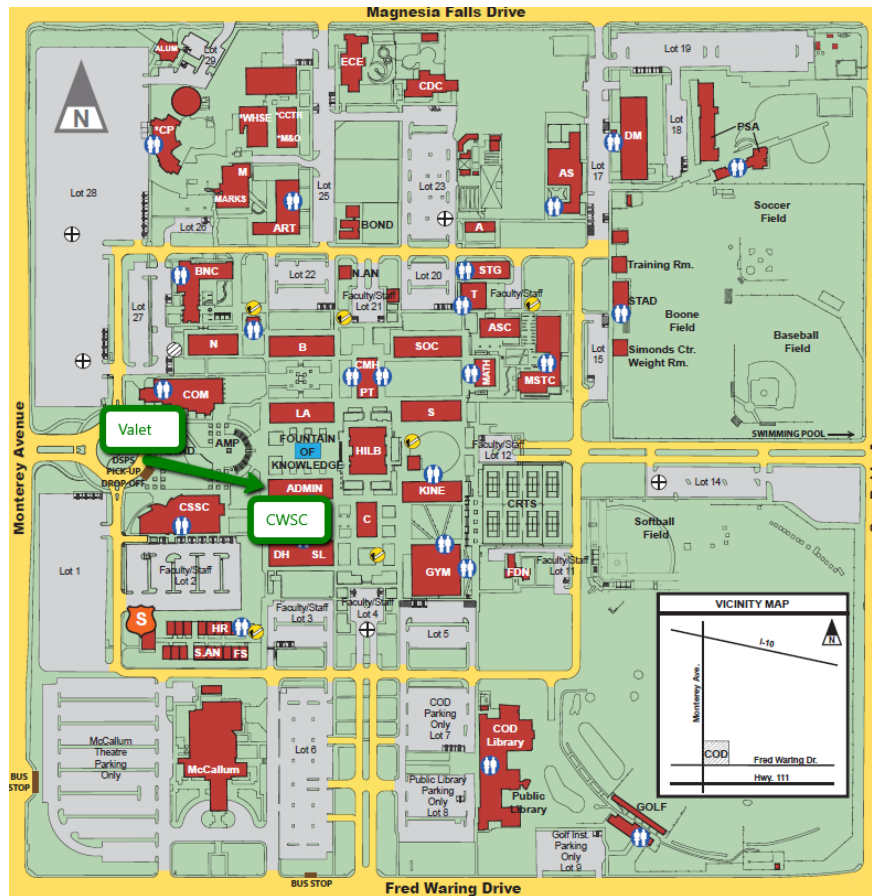 Magnesia Falls Drive
ALUM
Lot
29
ECE
CDC
Lot 19
N
*CP
*WHSE
*CCTR
*M&O
Lot 28
M
MARKS
ART
Lot 26
Lot
25
BOND
Lot
23
A
AS
Lot
17
DM
Lot
18
PSA
Soccer
Field
BNC
Lot 22
N.AN
Faculty/Staff
Lot 21
Lot 20
STG
T
Faculty/Staff
Training Rm.
STAD
Boone
Field
Baseball
Field
Simonds Ctr.
Weight Rm.
Lot
27
N
B
SOC
ASC
MATH
MSTC
Lot
15
CMH
PT
COM
LA
S
Valet
AMP
FOUNTAIN
OF
KNOWLEDGE
HILB
Faculty/Staff
Lot 12
SWIMMING POOL
DSPS
PICK-UP
DROP-OFF
Monterey Avenue
ADMIN
KINE
Lot 14
CSSC
CWSC
C
CRTS
Softball
Field
DH
SL
GYM
FDN
Faculty/Staff
Lot 11
Lot 1
Faculty/Staff
Lot 2
S
HR
S.AN
FS
Faculty/Staff
Lot 3
Faculty/Staff
Lot 4
Lot 5
VICINITY MAP
N
I-10
Monterey Ave.
COD
Fred Waring Dr.
Hwy. 111
McCallum
Theatre
Parking
Only
McCallum
Lot 6
COD
Parking
Only
Lot 7
COD
Library
Public Library
Parking
Only
Lot 8
Public
Library
GOLF
Golf Inst.
Parking
Only
Lot 9
BUS
STOP
BUS STOP
Fred Waring Drive